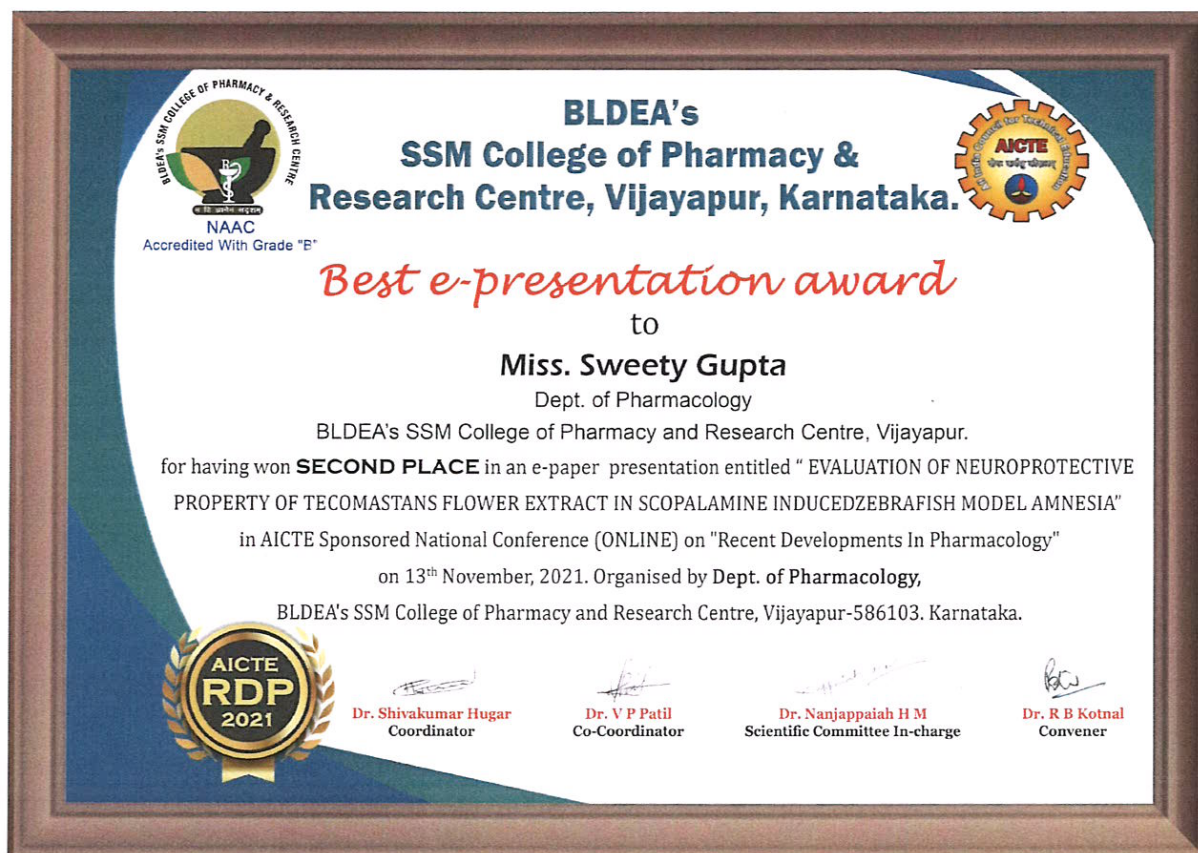 BLDEA's SSM COLLEGE OF PHARMACY & RESEARCH CENTRE
NAAC
Accredited With Grade "B"
BLDEA's
SSM College of Pharmacy &
Research Centre, Vijayapur, Karnataka.
All India Council for Technical Education
AICTE
Best e-presentation award
to
Miss. Sweety Gupta
Dept. of Pharmacology
BLDEA's SSM College of Pharmacy and Research Centre, Vijayapur.
for having won SECOND PLACE in an e-paper presentation entitled " EVALUATION OF NEUROPROTECTIVE
PROPERTY OF TECOMASTANS FLOWER EXTRACT IN SCOPALAMINE INDUCEDZEBRAFISH MODEL AMNESIA"
in AICTE Sponsored National Conference (ONLINE) on "Recent Developments In Pharmacology"
on 13th November, 2021. Organised by Dept. of Pharmacology,
BLDEA's SSM College of Pharmacy and Research Centre, Vijayapur-586103. Karnataka.
AICTE
RDP
2021
Dr. Shivakumar Hugar
Coordinator
Dr. V P Patil
Co-Coordinator
Dr. Nanjappaiah H M
Scientific Committee In-charge
Dr. R B Kotnal
Convener